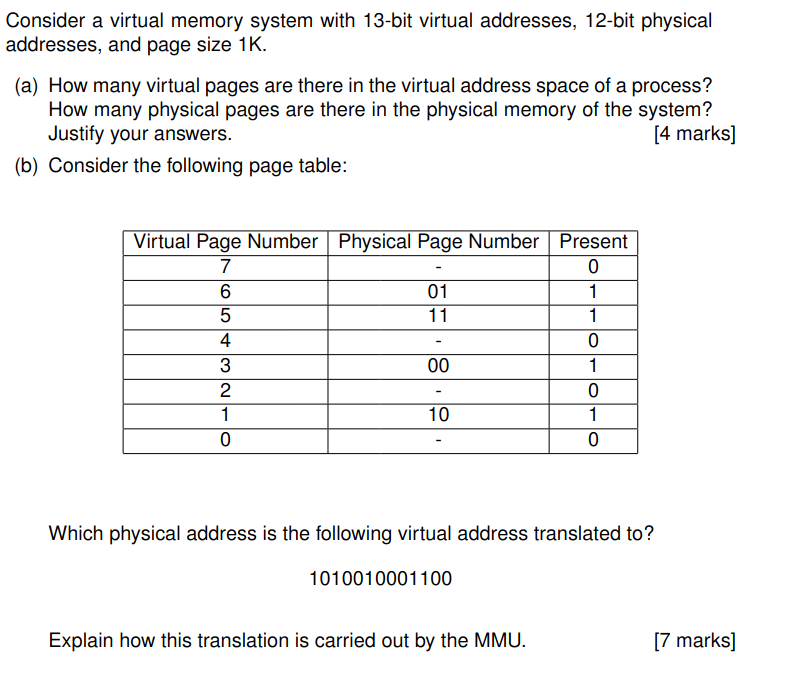 Consider a virtual memory system with 13-bit virtual addresses, 12-bit physical
addresses, and page size 1K.
(a) How many virtual pages are there in the virtual address space of a process?
How many physical pages are there in the physical memory of the system?
Justify your answers. [4 marks]
(b) Consider the following page table:
Virtual Page Number Physical Page Number Present
7 - 0
6 01 1
5 11 1
4 - 0
3 00 1
2 - 0
1 10 1
0 - 0
Which physical address is the following virtual address translated to?
1010010001100
Explain how this translation is carried out by the MMU. [7 marks]